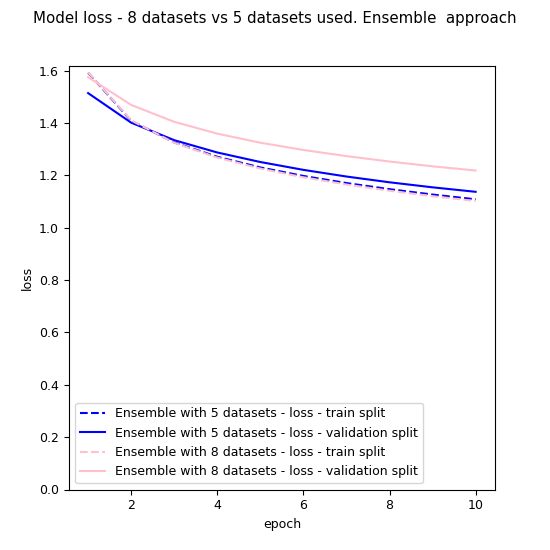 Model loss - 8 datasets vs 5 datasets used. Ensemble  approach
1.6
1.4
1.2
1.0
0.8
0.6
0.4
0.2
0.0
loss
Ensemble with 5 datasets - loss - train split
Ensemble with 5 datasets - loss - validation split
Ensemble with 8 datasets - loss - train split
Ensemble with 8 datasets - loss - validation split
2 4 6 8 10
epoch